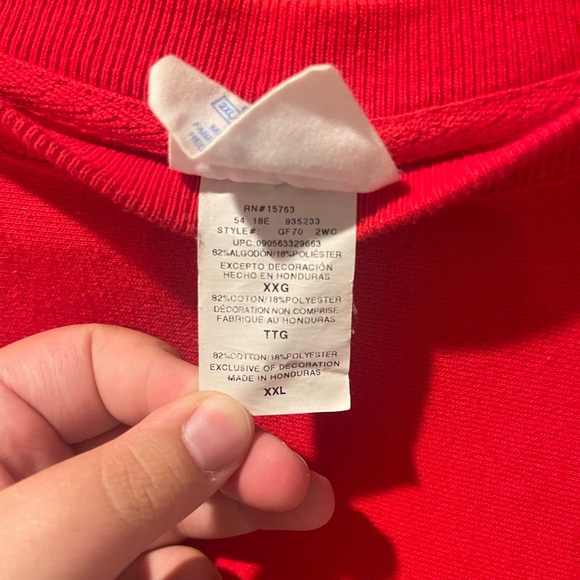 2XL
RN#15763
54 18E 935233
STYLE#: GF70 2WC
UPC:090563329663
82%ALGODÓN/18%POLIÉSTER
EXCEPTO DECORACIÓN
HECHO EN HONDURAS
XXG
82%COTON/18%POLYESTER
DÉCORATION NON COMPRISE
FABRIQUÉ AU HONDURAS
TTG
82%COTTON/18%POLYESTER
EXCLUSIVE OF DECORATION
MADE IN HONDURAS
XXL